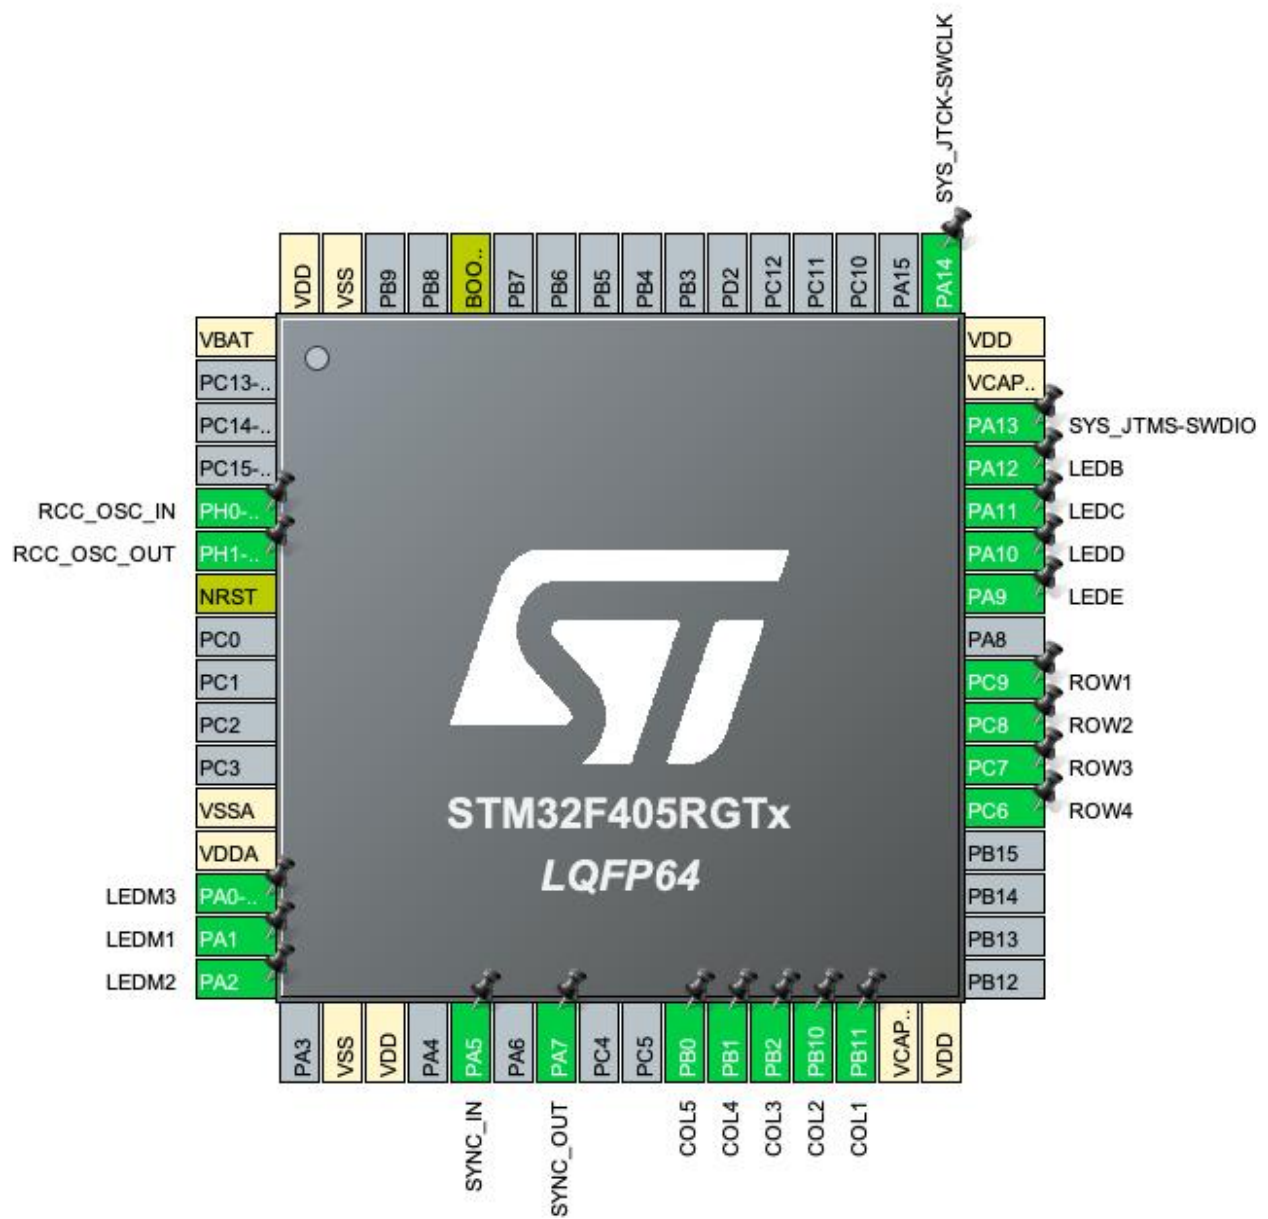 SYS_JTCK-SWCLK
VDD
VSS
PB9
PB8
BOO..
PB7
PB6
PB5
PB4
PB3
PD2
PC12
PC11
PC10
PA15
PA14
VBAT
PC13-..
PC14-..
PC15-..
RCC_OSC_IN PH0-..
RCC_OSC_OUT PH1-..
NRST
PC0
PC1
PC2
PC3
VSSA
VDDA
LEDM3 PA0-..
LEDM1 PA1
LEDM2 PA2
VDD
VCAP..
PA13 SYS_JTMS-SWDIO
PA12 LEDB
PA11 LEDC
PA10 LEDD
PA9 LEDE
PA8
PC9 ROW1
PC8 ROW2
PC7 ROW3
PC6 ROW4
PB15
PB14
PB13
PB12
ST
STM32F405RGTx
LQFP64
PA3
VSS
VDD
PA4
PA5
PA6
PA7
PC4
PC5
PB0
PB1
PB2
PB10
PB11
VCAP..
VDD
SYNC_IN
SYNC_OUT
COL5
COL4
COL3
COL2
COL1